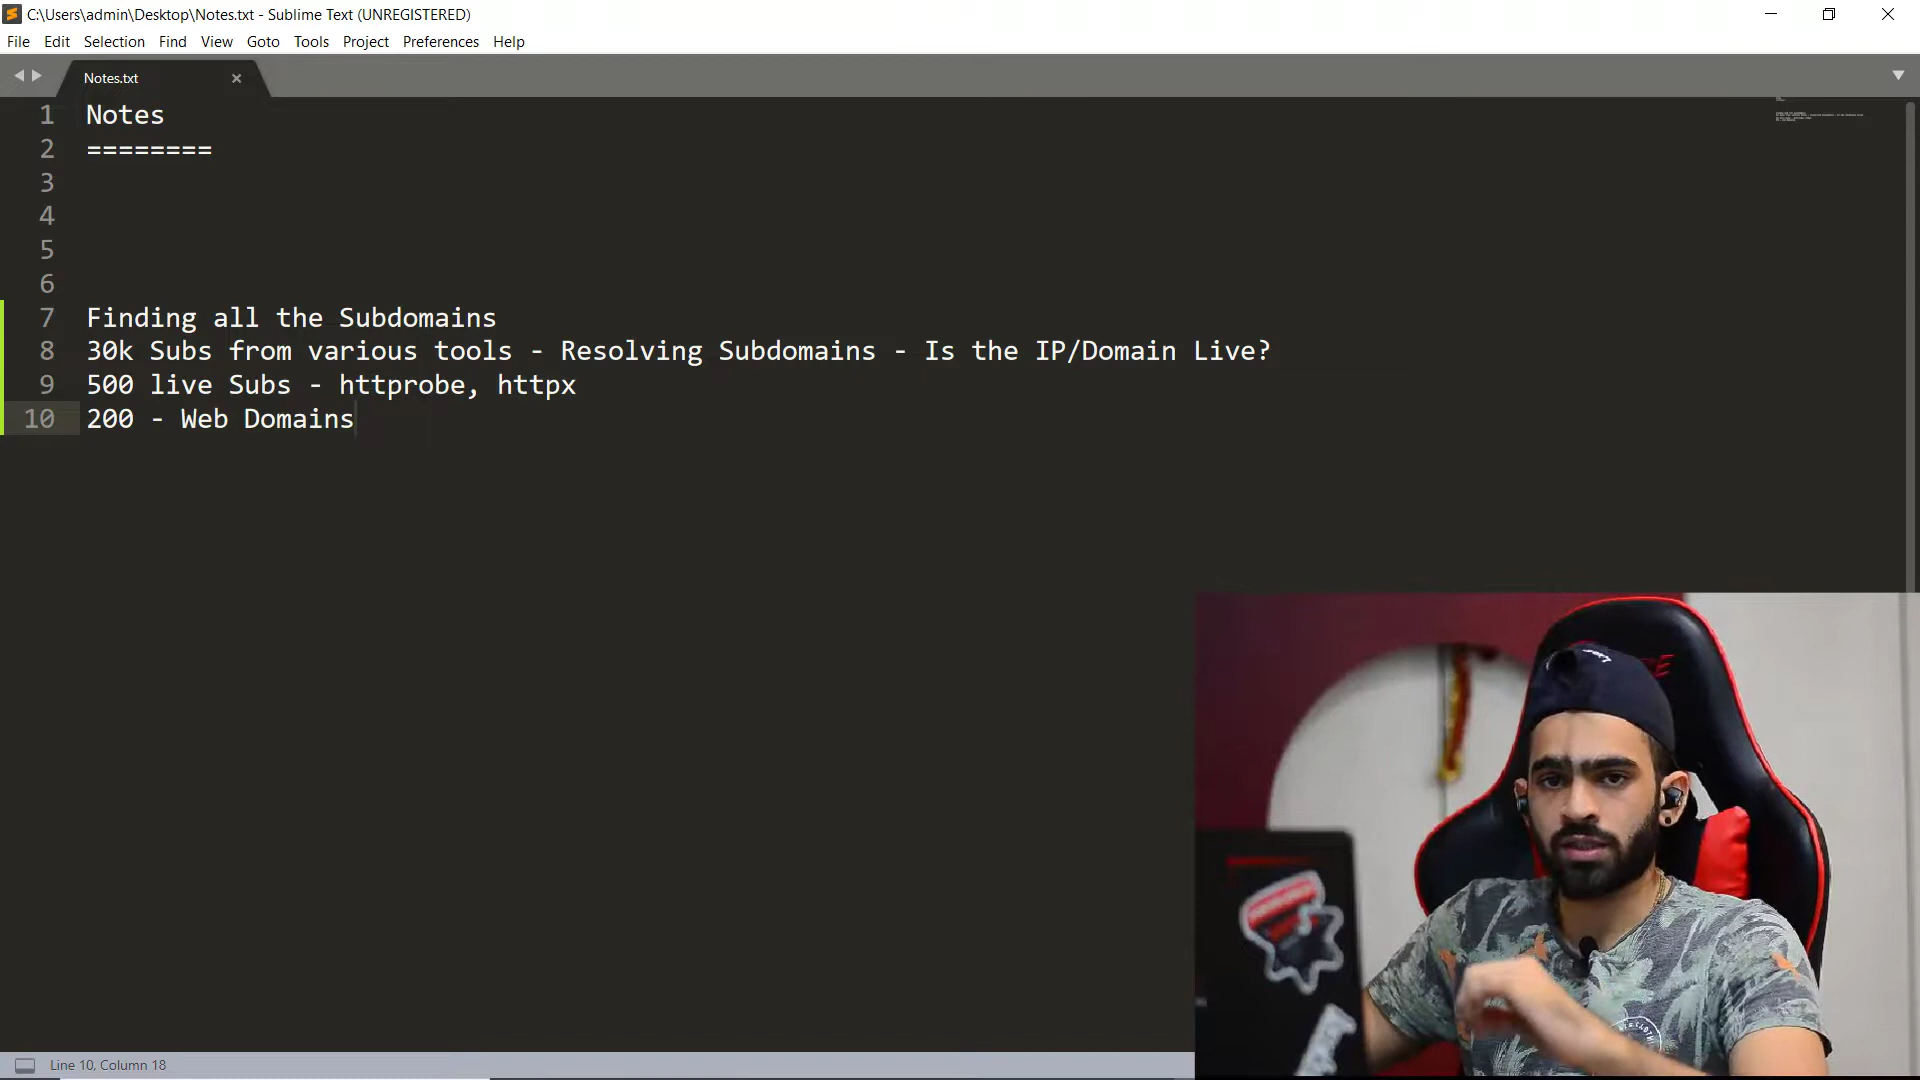 C:\Users\admin\Desktop\Notes.txt - Sublime Text (UNREGISTERED)
File Edit Selection Find View Goto Tools Project Preferences Help
Notes.txt
1 Notes
2 ========
3
4
5
6
7 Finding all the Subdomains
8 30k Subs from various tools - Resolving Subdomains - Is the IP/Domain Live?
9 500 live Subs - httprobe, httpx
10 200 - Web Domains
Line 10, Column 18